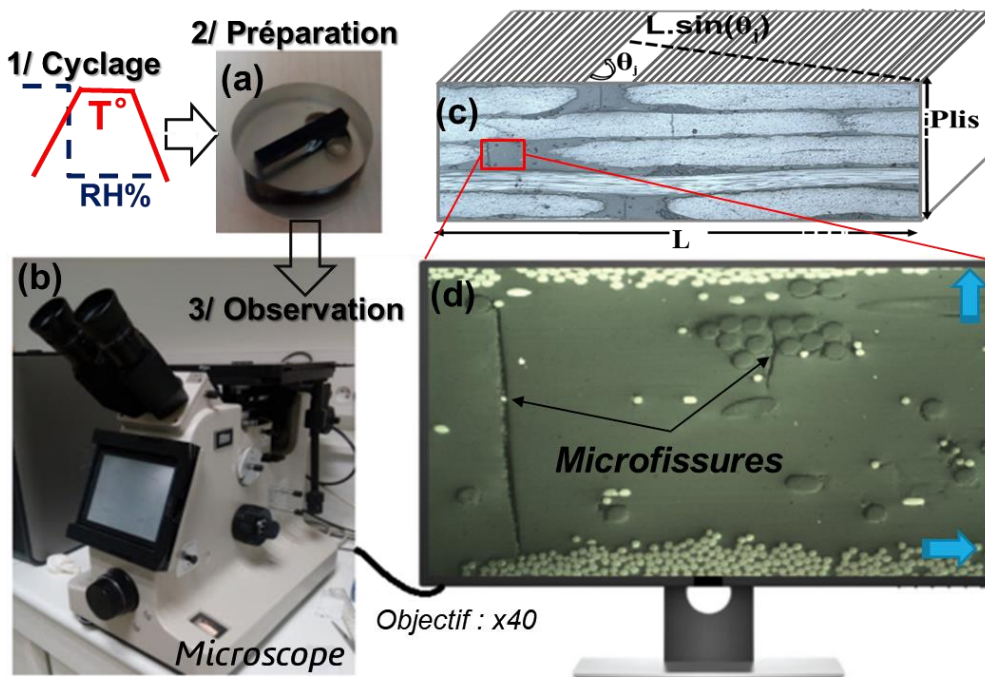 1/ Cyclage
T°
RH%
2/ Préparation
(a)
L.sin(θj)
θj
(c)
Plis
L
(b)
3/ Observation
(d)
Microfissures
Objectif : x40
Microscope